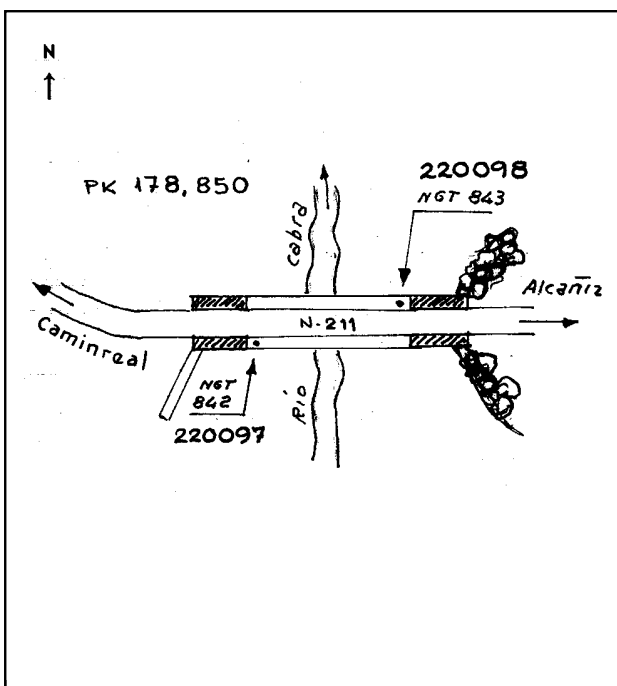 N
PK 178,850
220098
NGT 843
Cabra
Alcañiz
N-211
Caminreal
NGT
842
Río
220097